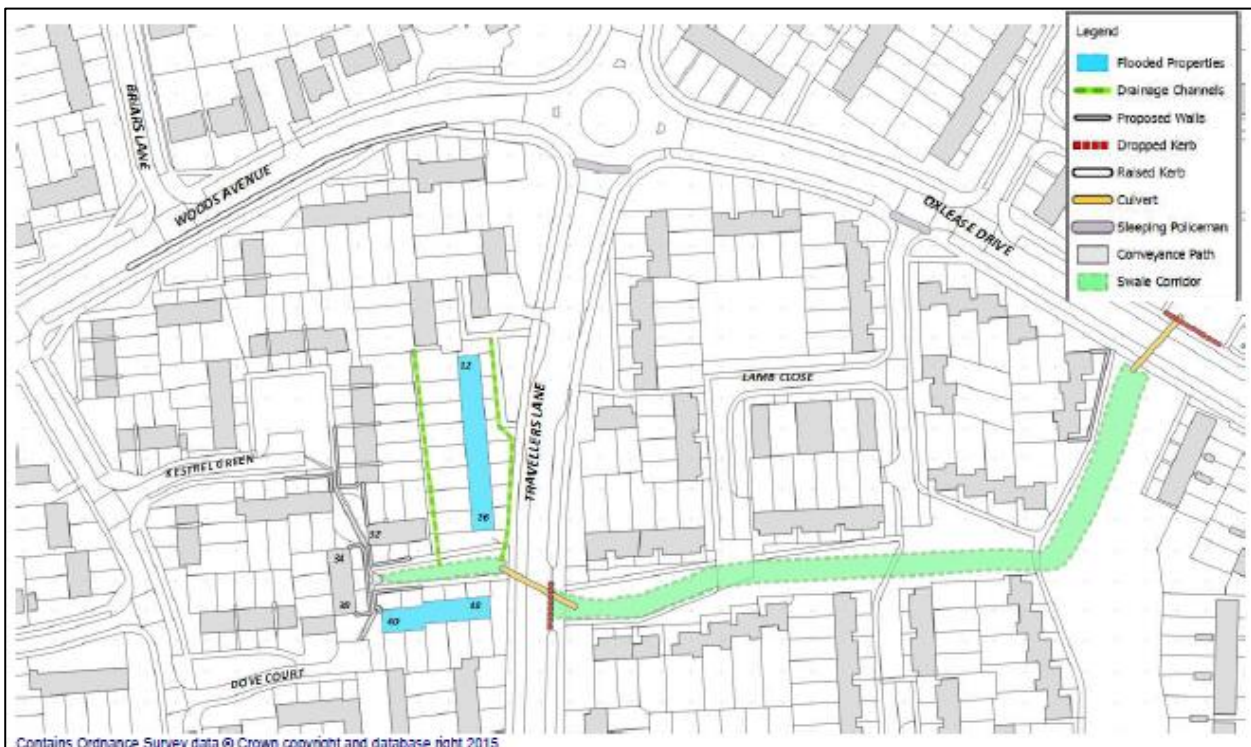 Legend
Flooded Properties
Drainage Channels
Proposed Walls
Dropped Kerb
Raised Kerb
Culvert
Sleeping Policeman
Conveyance Path
Swale Corridor
BRIARS LANE
WOODS AVENUE
OXLEASE DRIVE
12
LAMB CLOSE
TRAVELLERS LANE
KESTREL GREEN
26
32
34
38
48
40
DOVE COURT
Contains Ordnance Survey data © Crown copyright and database right 2015